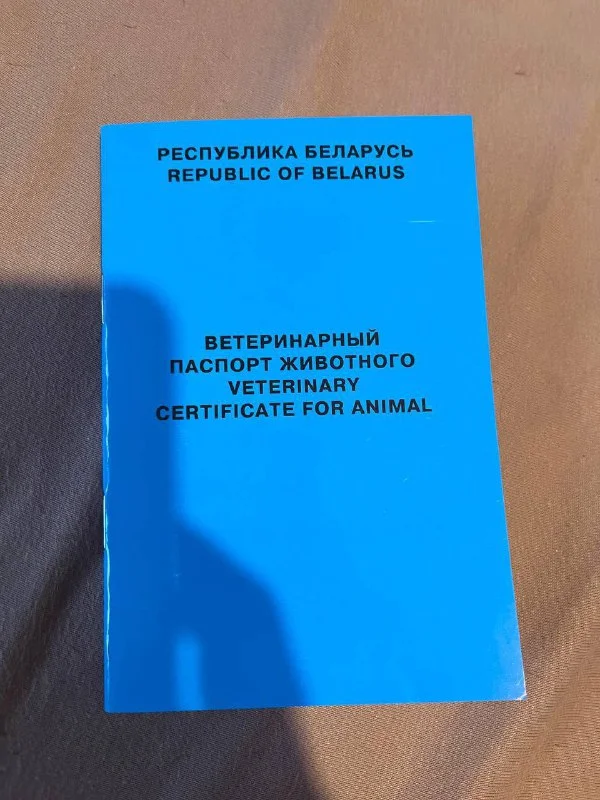 РЕСПУБЛИКА БЕЛАРУСЬ
REPUBLIC OF BELARUS
ВЕТЕРИНАРНЫЙ
ПАСПОРТ ЖИВОТНОГО
VETERINARY
CERTIFICATE FOR ANIMAL